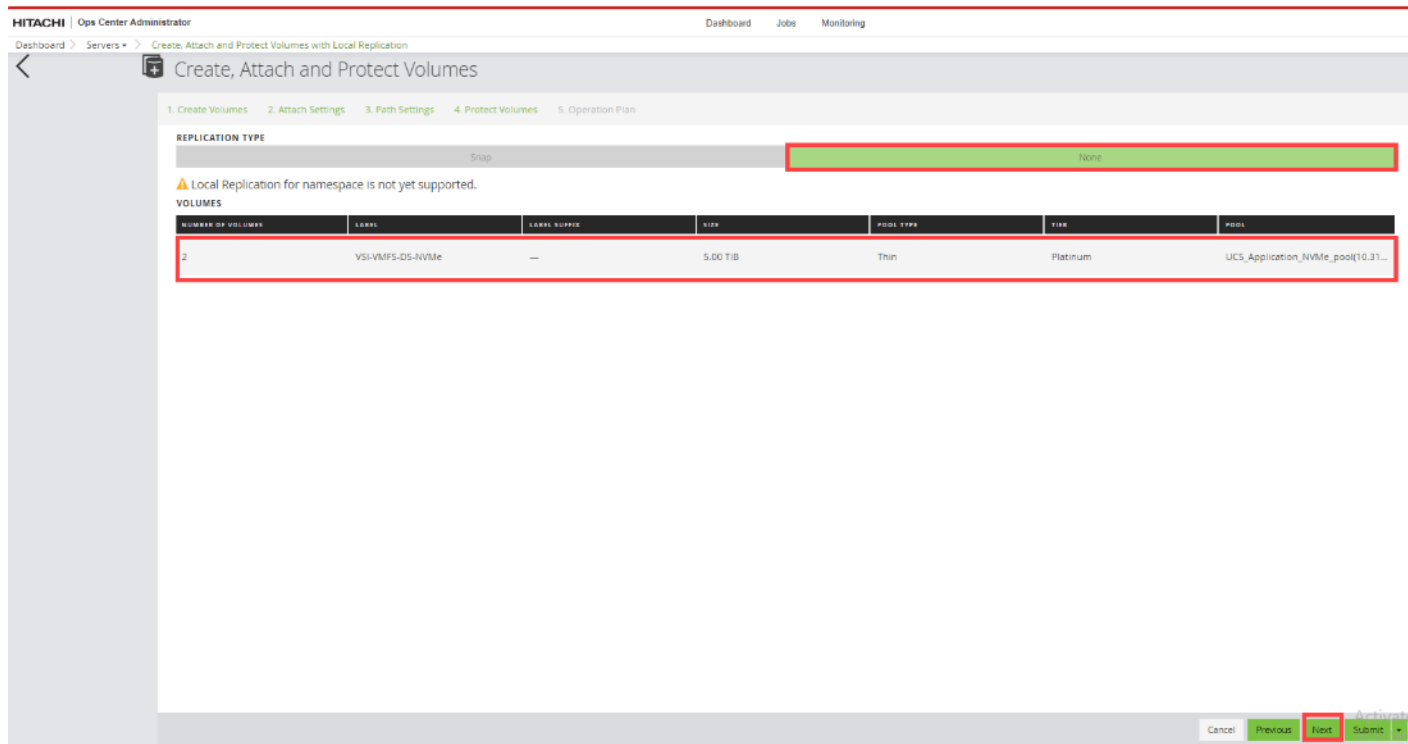 HITACHI Ops Center Administrator Dashboard Jobs Monitoring
Dashboard Servers Create, Attach and Protect Volumes with Local Replication
Create, Attach and Protect Volumes
1. Create Volumes 2. Attach Settings 3. Path Settings 4. Protect Volumes 5. Operation Plan
REPLICATION TYPE
Snap None
Local Replication for namespace is not yet supported.
VOLUMES
NUMBER OF VOLUMES LABEL LABEL SUFFIX SIZE POOL TYPE TIER POOL
2 VSI-VMFS-DS-NVMe — 5.00 TiB Thin Platinum UCS_Application_NVMe_pool(10.31...
Activate
Cancel Previous Next Submit